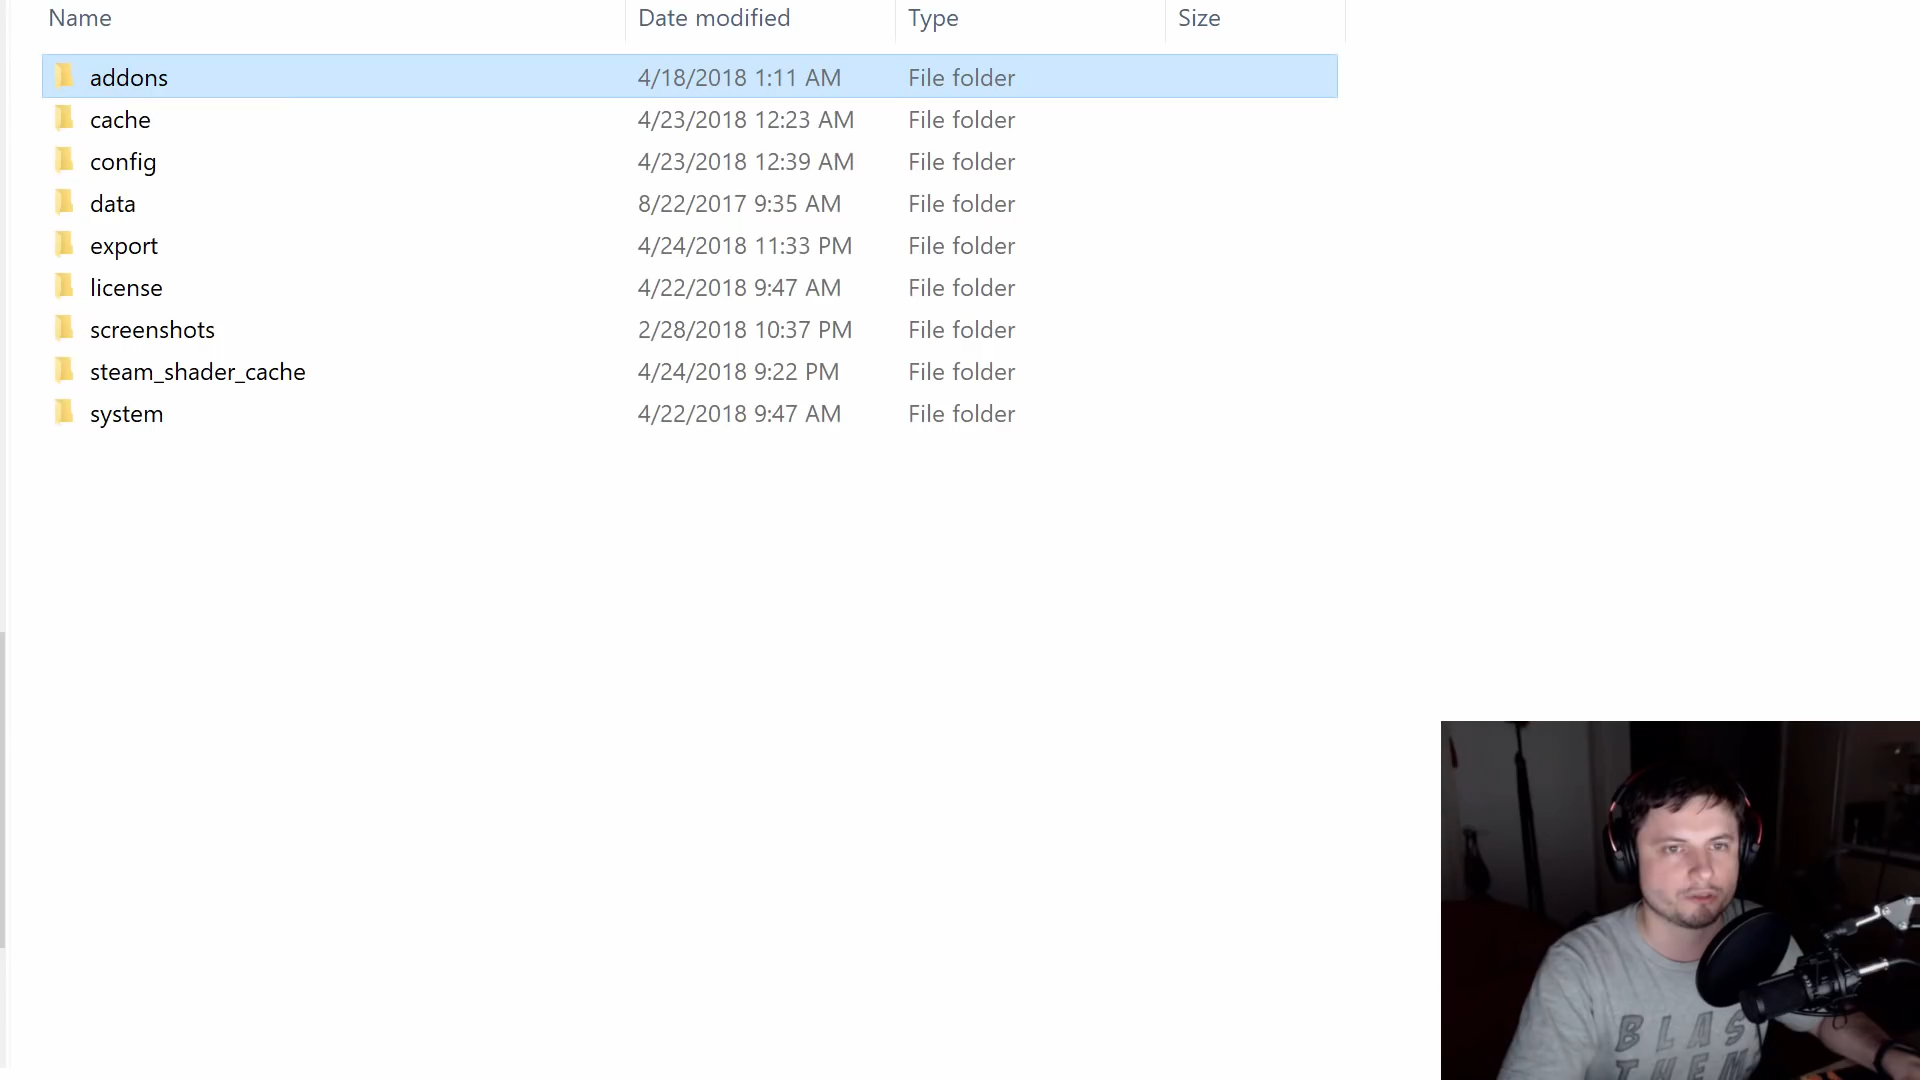 Name Date modified Type Size
addons 4/18/2018 1:11 AM File folder
cache 4/23/2018 12:23 AM File folder
config 4/23/2018 12:39 AM File folder
data 8/22/2017 9:35 AM File folder
export 4/24/2018 11:33 PM File folder
license 4/22/2018 9:47 AM File folder
screenshots 2/28/2018 10:37 PM File folder
steam_shader_cache 4/24/2018 9:22 PM File folder
system 4/22/2018 9:47 AM File folder
BLAS
THEM